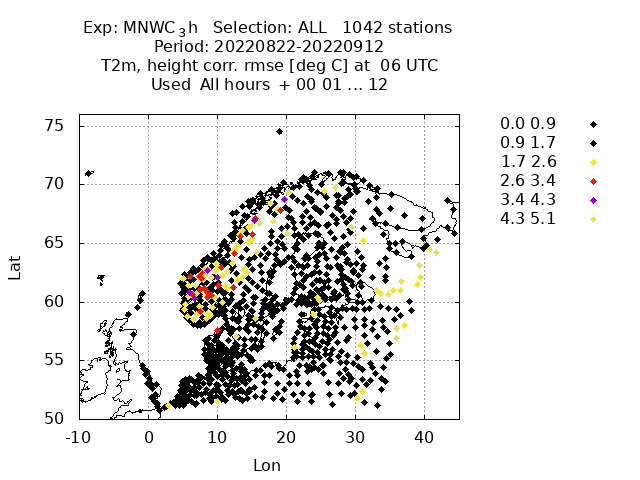 Exp: MNWC_3h   Selection: ALL   1042 stations
Period: 20220822-20220912
T2m, height corr. rmse [deg C] at  06 UTC
Used  All hours  + 00 01 ... 12
0.0 0.9
0.9 1.7
1.7 2.6
2.6 3.4
3.4 4.3
4.3 5.1
Lat
75
70
65
60
55
50
-10 0 10 20 30 40
Lon